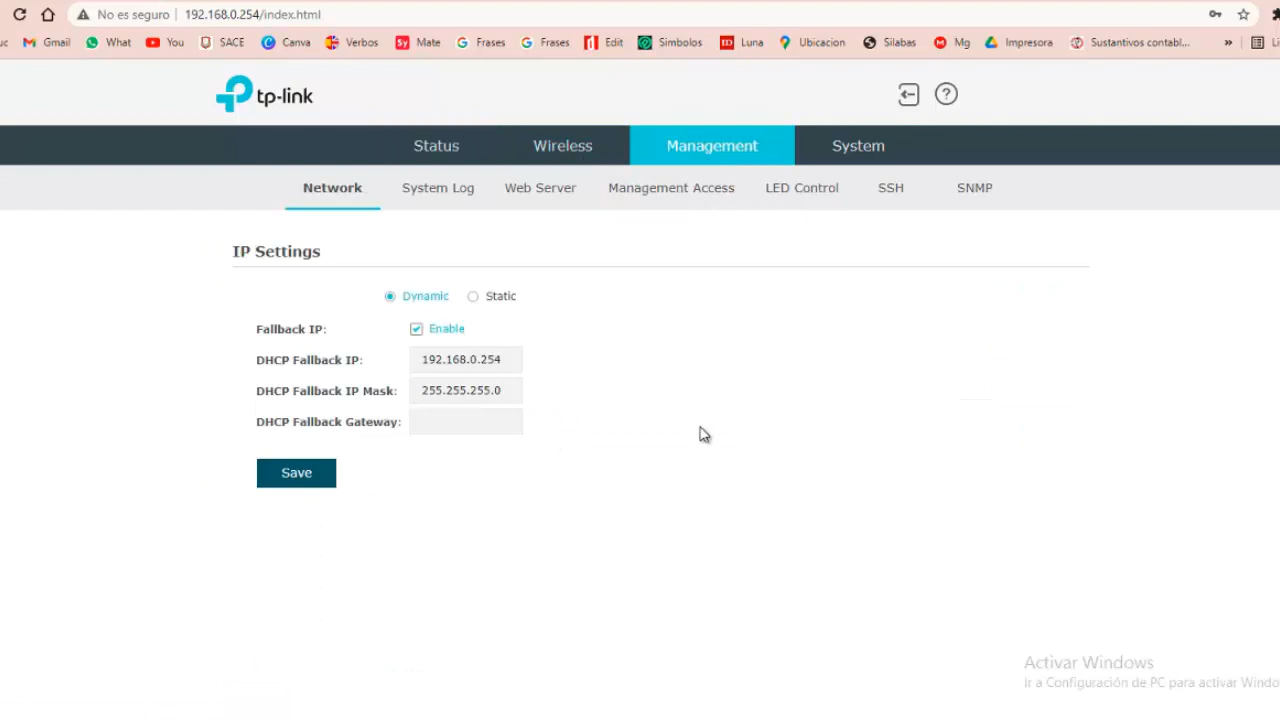 No es seguro 192.168.0.254/index.html
Gmail What You SACE Canva Verbos Sy Mate Frases Frases Edit Simbolos Luna Ubicacion Silabas Mg Impresora Sustantivos contabl... »
tp-link
Status Wireless Management System
Network System Log Web Server Management Access LED Control SSH SNMP
IP Settings
Dynamic Static
Fallback IP: Enable
DHCP Fallback IP: 192.168.0.254
DHCP Fallback IP Mask: 255.255.255.0
DHCP Fallback Gateway:
Save
Activar Windows
Ir a Configuración de PC para activar Windo